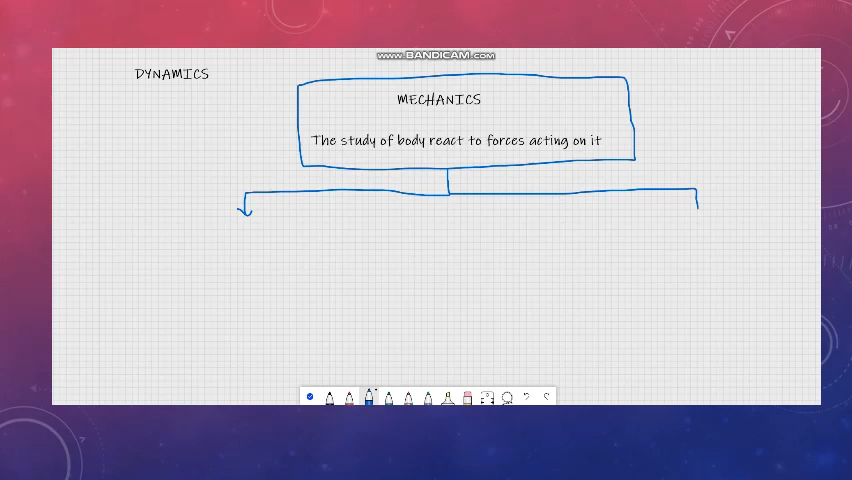 www.BANDICAM.com
DYNAMICS
MECHANICS
The study of body react to forces acting on it